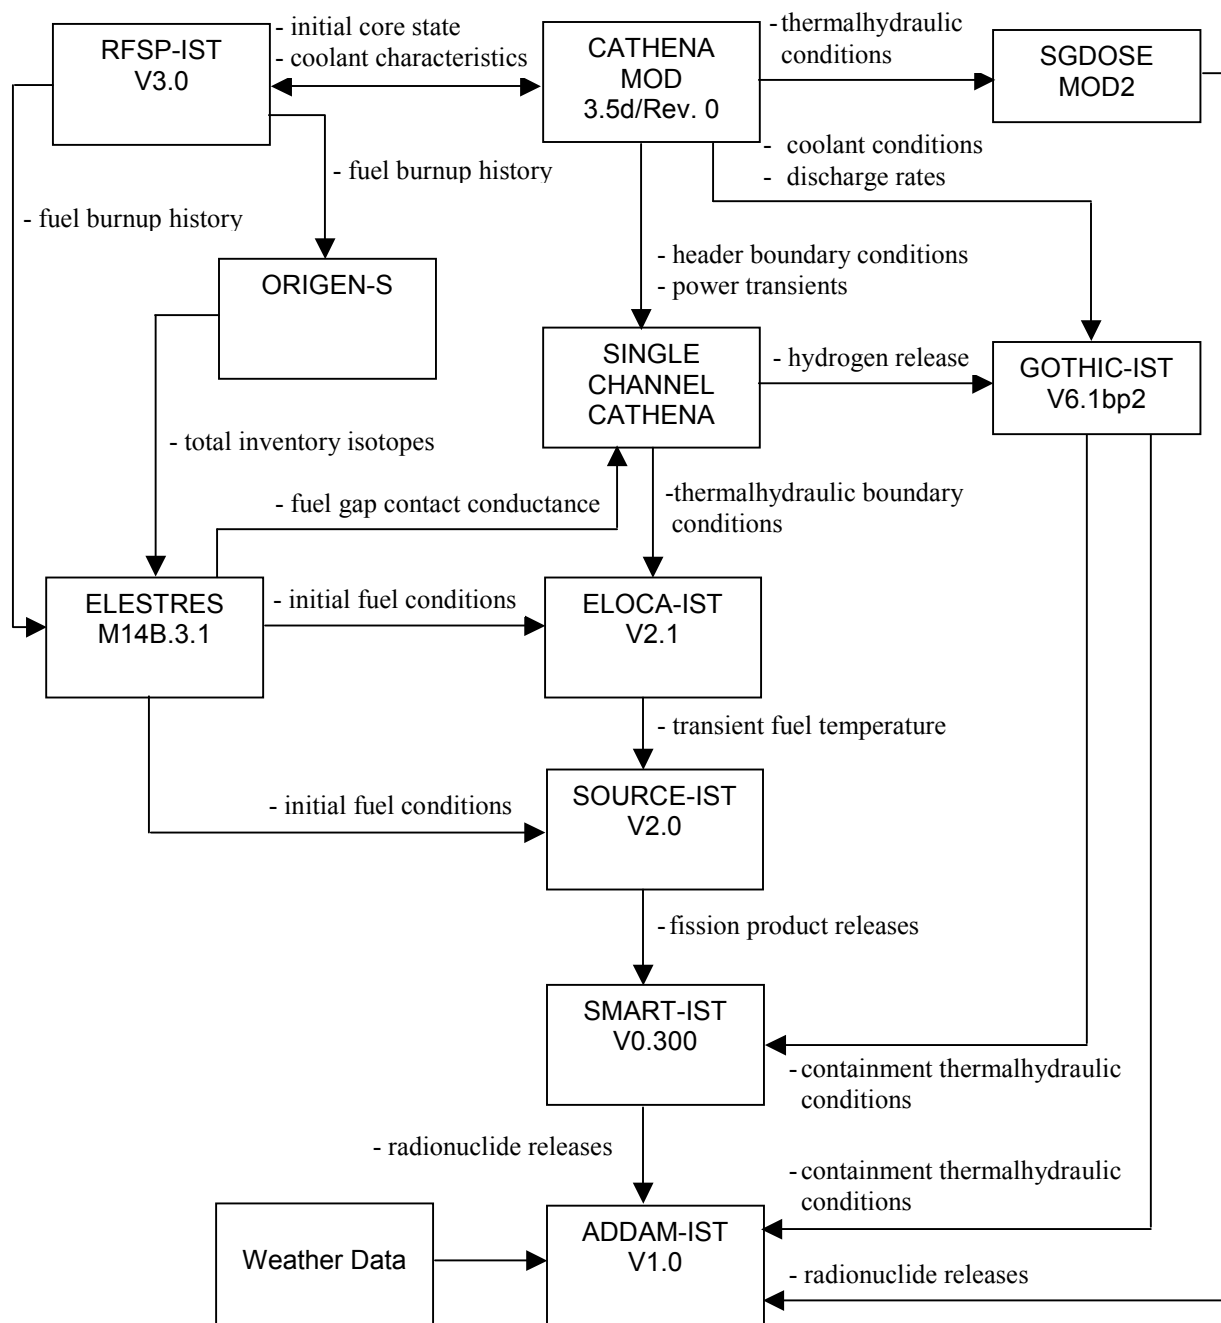 RFSP-IST
V3.0
- initial core state
- coolant characteristics
CATHENA
MOD
3.5d/Rev. 0
- thermalhydraulic
conditions
SGDOSE
MOD2
- fuel burnup history
- coolant conditions
- discharge rates
- fuel burnup history
ORIGEN-S
- header boundary conditions
- power transients
SINGLE
CHANNEL
CATHENA
- hydrogen release
GOTHIC-IST
V6.1bp2
- total inventory isotopes
- fuel gap contact conductance
-thermalhydraulic boundary
conditions
ELESTRES
M14B.3.1
- initial fuel conditions
ELOCA-IST
V2.1
- transient fuel temperature
- initial fuel conditions
SOURCE-IST
V2.0
- fission product releases
SMART-IST
V0.300
- containment thermalhydraulic
conditions
- radionuclide releases
- containment thermalhydraulic
conditions
Weather Data
ADDAM-IST
V1.0
- radionuclide releases